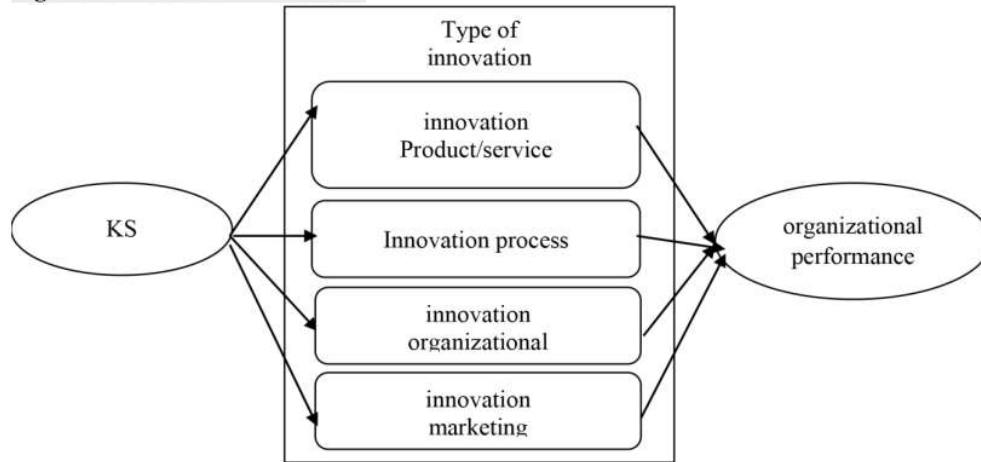 Type of
innovation
innovation
Product/service
KS
Innovation process
organizational
performance
innovation
organizational
innovation
marketing